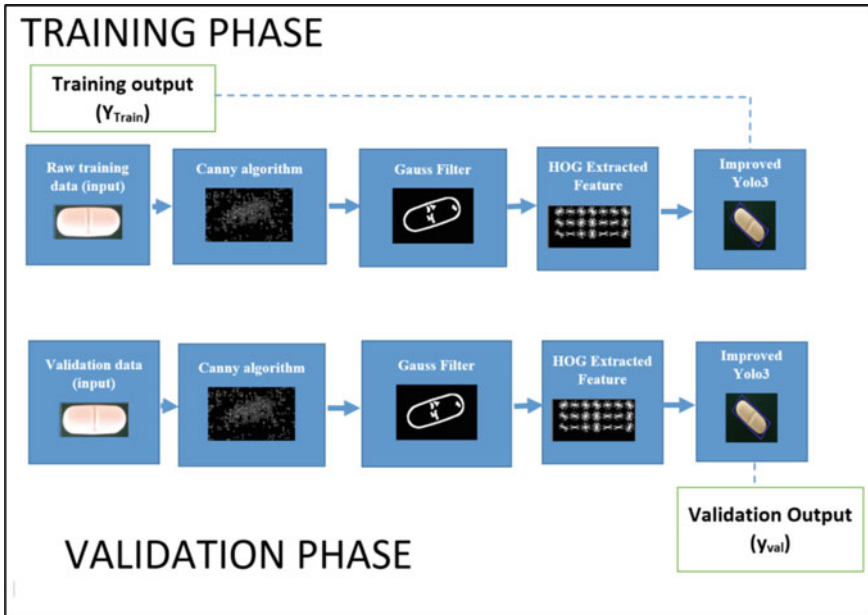 TRAINING PHASE
Training output
(YTrain)
Raw training
data (input)
Canny algorithm
Gauss Filter
HOG Extracted
Feature
Improved
Yolo3
Validation data
(input)
Canny algorithm
Gauss Filter
HOG Extracted
Feature
Improved
Yolo3
Validation Output
(yval)
VALIDATION PHASE